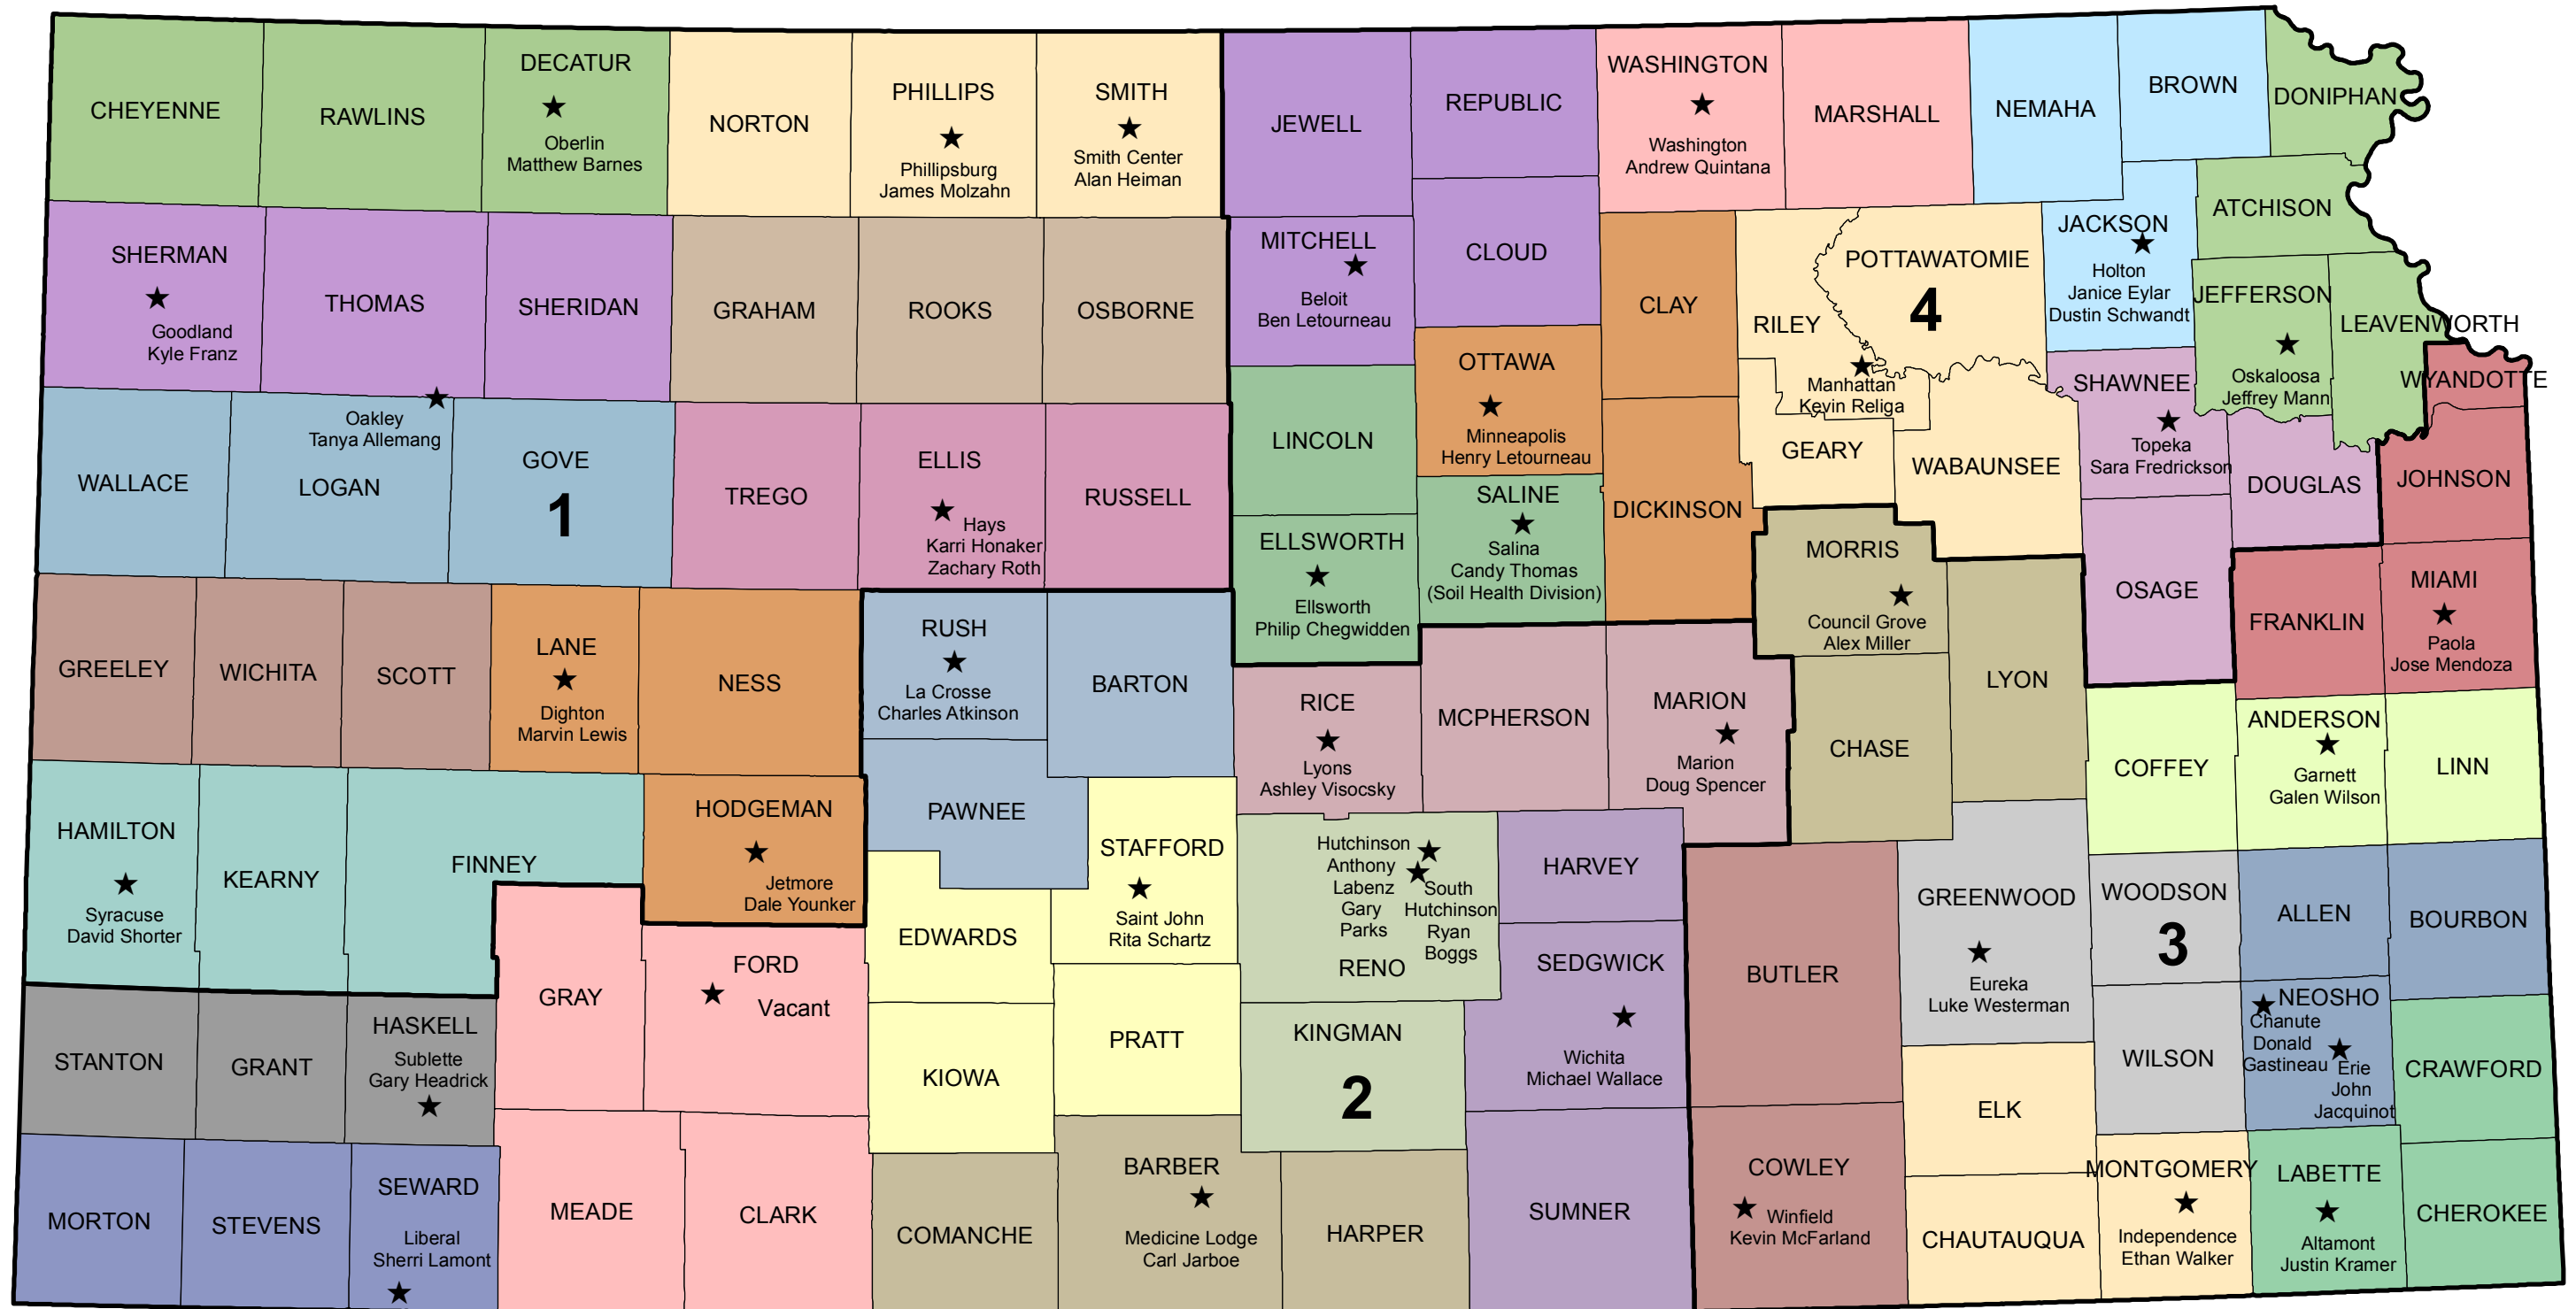 CHEYENNE
RAWLINS
DECATUR
Oberlin
Matthew Barnes
NORTON
PHILLIPS
Phillipsburg
James Molzahn
SMITH
Smith Center
Alan Heiman
JEWELL
REPUBLIC
WASHINGTON
Washington
Andrew Quintana
MARSHALL
NEMAHA
BROWN
DONIPHAN
SHERMAN
Goodland
Kyle Franz
THOMAS
SHERIDAN
GRAHAM
ROOKS
OSBORNE
MITCHELL
Beloit
Ben Letourneau
CLOUD
CLAY
RILEY
POTTAWATOMIE
4
Manhattan
Kevin Religa
JACKSON
Holton
Janice Eylar
Dustin Schwandt
ATCHISON
JEFFERSON
Oskaloosa
Jeffrey Mann
LEAVENWORTH
WYANDOTTE
WALLACE
Oakley
Tanya Allemang
LOGAN
GOVE
1
TREGO
ELLIS
Hays
Karri Honaker
Zachary Roth
RUSSELL
LINCOLN
OTTAWA
Minneapolis
Henry Letourneau
DICKINSON
GEARY
WABAUNSEE
SHAWNEE
Topeka
Sara Fredrickson
DOUGLAS
JOHNSON
ELLSWORTH
Ellsworth
Philip Chegwidden
SALINE
Salina
Candy Thomas
(Soil Health Division)
MORRIS
Council Grove
Alex Miller
OSAGE
FRANKLIN
MIAMI
Paola
Jose Mendoza
GREELEY
WICHITA
SCOTT
LANE
Dighton
Marvin Lewis
NESS
RUSH
La Crosse
Charles Atkinson
BARTON
RICE
Lyons
Ashley Visocsky
MCPHERSON
MARION
Marion
Doug Spencer
CHASE
LYON
COFFEY
ANDERSON
Garnett
Galen Wilson
LINN
HAMILTON
Syracuse
David Shorter
KEARNY
FINNEY
HODGEMAN
Jetmore
Dale Younker
PAWNEE
STAFFORD
Saint John
Rita Schartz
EDWARDS
Hutchinson
Anthony
Labenz
Gary
Parks
South
Hutchinson
Ryan
Boggs
RENO
HARVEY
SEDGWICK
Wichita
Michael Wallace
BUTLER
GREENWOOD
Eureka
Luke Westerman
WOODSON
3
ALLEN
BOURBON
GRAY
FORD
Vacant
STANTON
GRANT
HASKELL
Sublette
Gary Headrick
KIOWA
PRATT
KINGMAN
2
ELK
WILSON
NEOSHO
Chanute
Donald
Gastineau
Erie
John
Jacquinot
CRAWFORD
MORTON
STEVENS
SEWARD
Liberal
Sherri Lamont
MEADE
CLARK
COMANCHE
BARBER
Medicine Lodge
Carl Jarboe
HARPER
SUMNER
COWLEY
Winfield
Kevin McFarland
CHAUTAUQUA
MONTGOMERY
Independence
Ethan Walker
LABETTE
Altamont
Justin Kramer
CHEROKEE